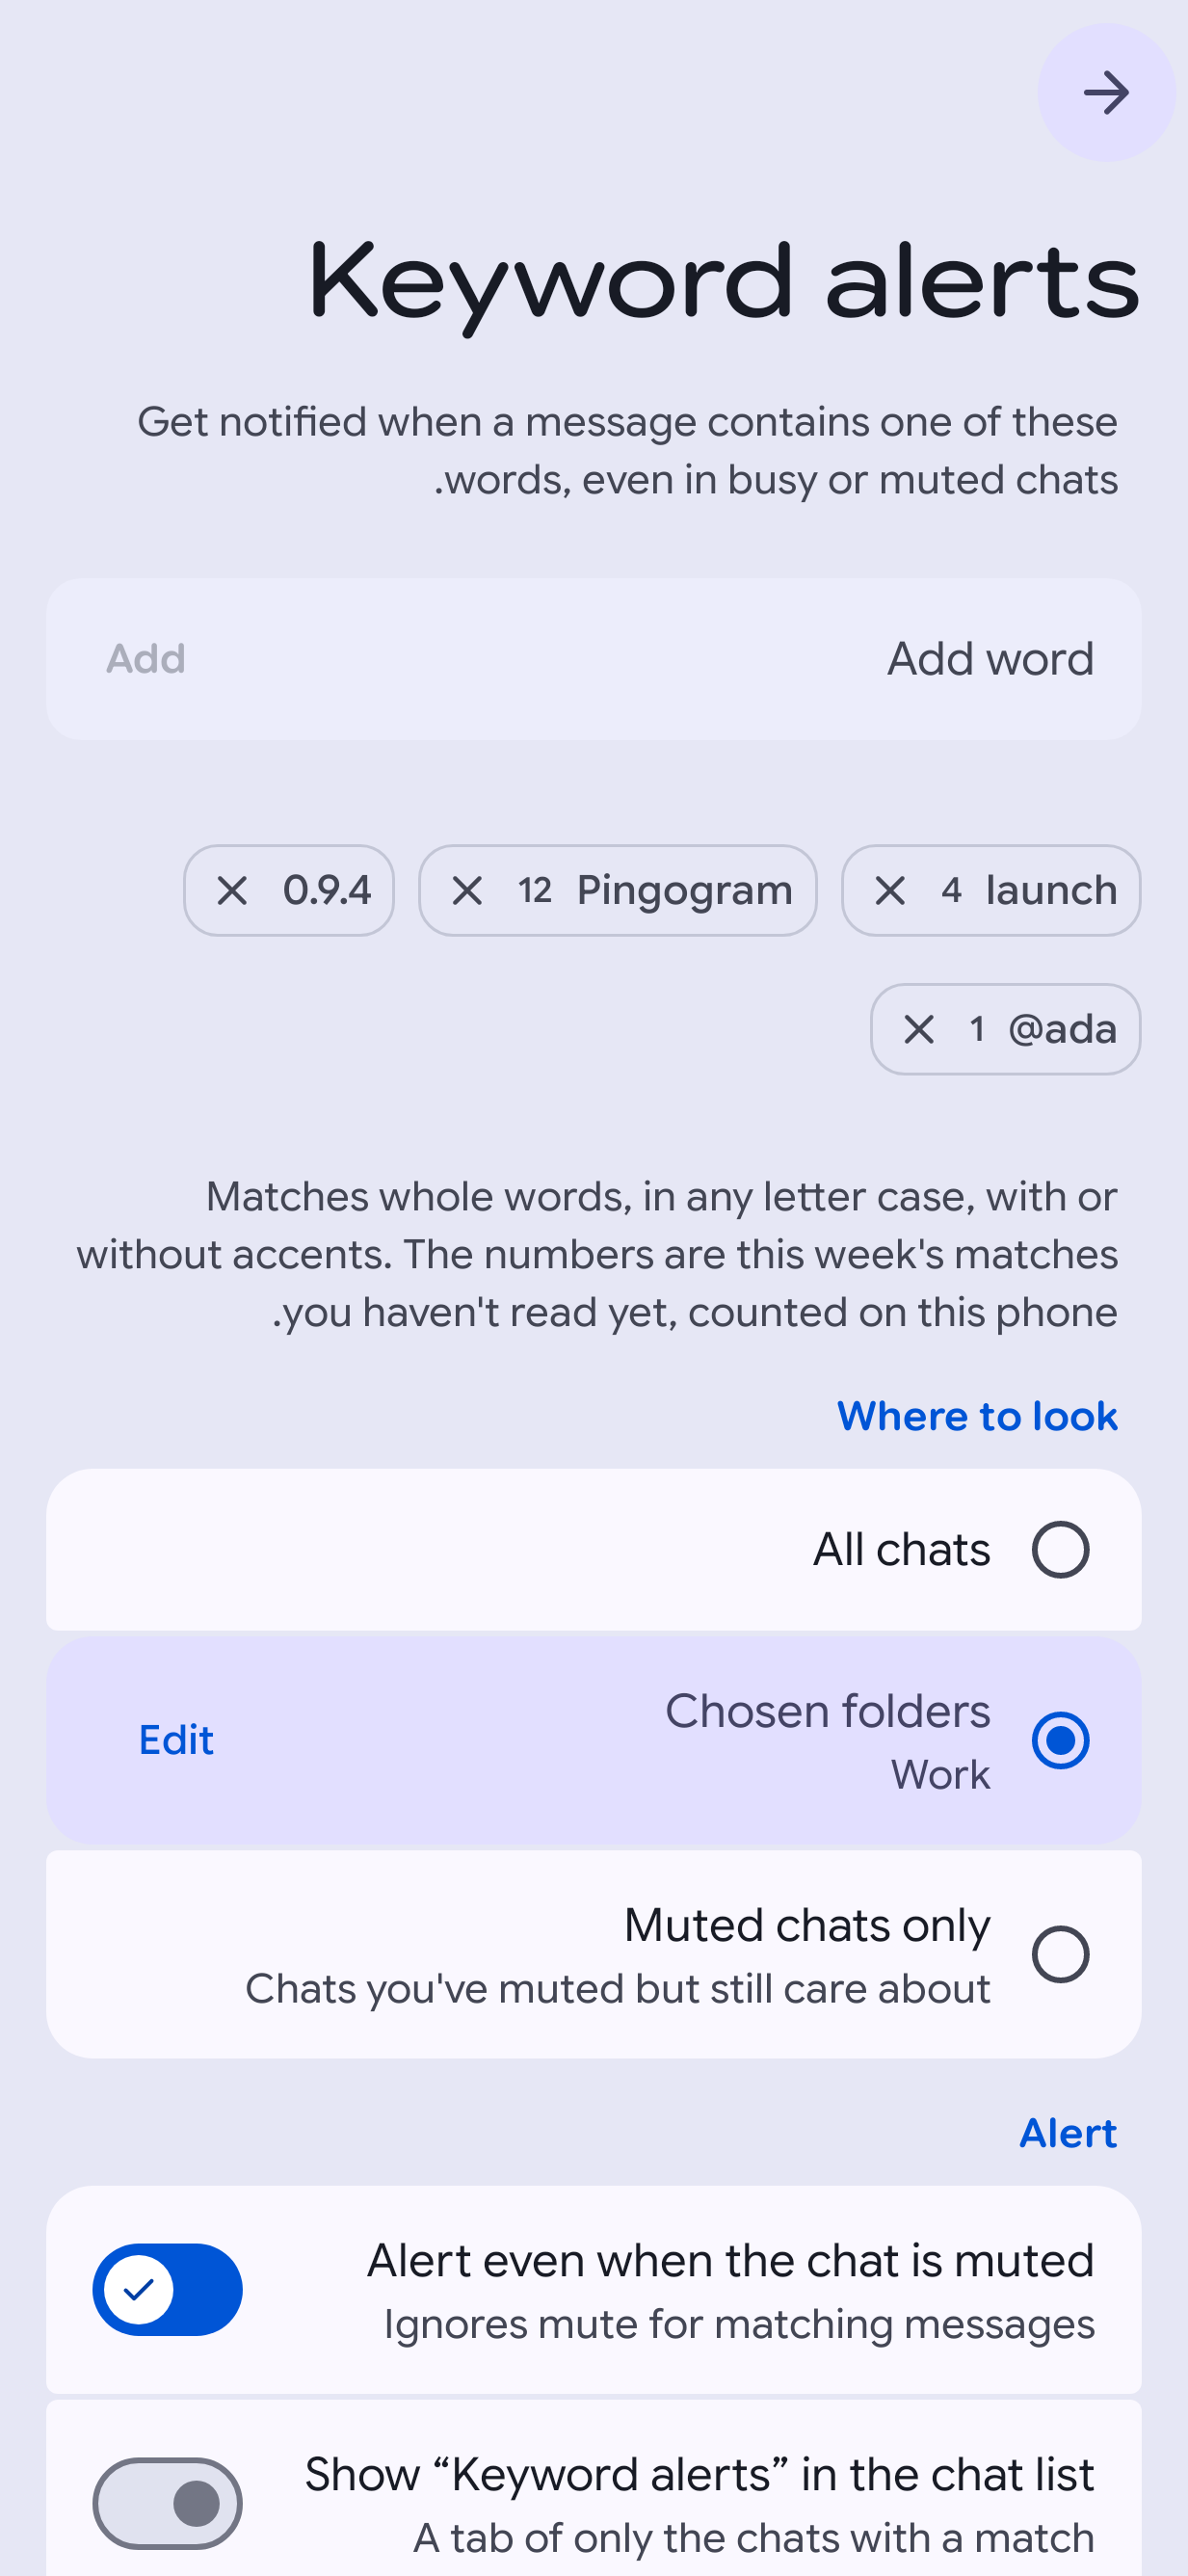 Keyword alerts
Get notified when a message contains one of these
words, even in busy or muted chats.
Add word
Add
launch 4
Pingogram 12
0.9.4
@ada 1
Matches whole words, in any letter case, with or
without accents. The numbers are this week's matches
you haven't read yet, counted on this phone.
Where to look
All chats
Chosen folders
Work
Edit
Muted chats only
Chats you've muted but still care about
Alert
Alert even when the chat is muted
Ignores mute for matching messages
Show “Keyword alerts” in the chat list
A tab of only the chats with a match